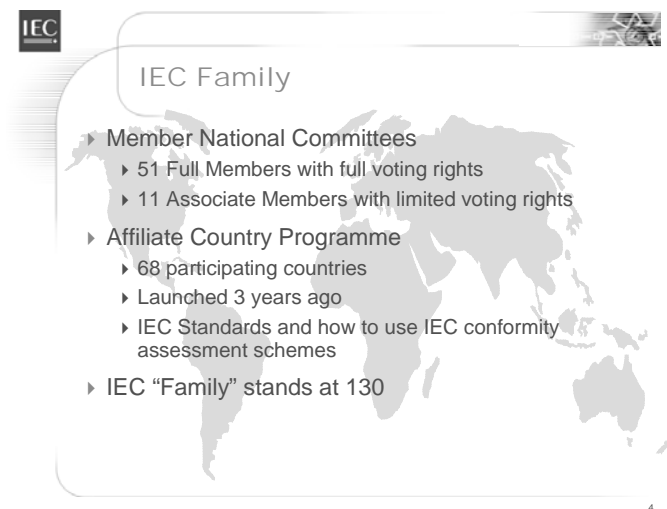 IEC
IEC Family
Member National Committees
51 Full Members with full voting rights
11 Associate Members with limited voting rights
Affiliate Country Programme
68 participating countries
Launched 3 years ago
IEC Standards and how to use IEC conformity
assessment schemes
IEC “Family” stands at 130
4